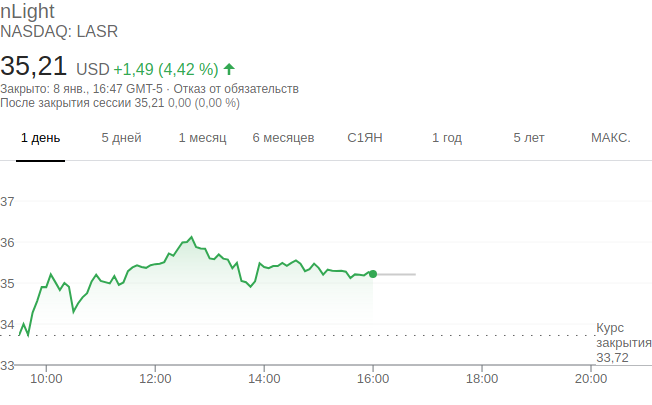 nLight
NASDAQ: LASR
35,21 USD +1,49 (4,42 %)
Закрыто: 8 янв., 16:47 GMT-5 · Отказ от обязательств
После закрытия сессии 35,21 0,00 (0,00 %)
1 день 5 дней 1 месяц 6 месяцев С1ЯН 1 год 5 лет МАКС.
37
36
35
34
33
Курс
закрытия
33,72
10:00 12:00 14:00 16:00 18:00 20:00